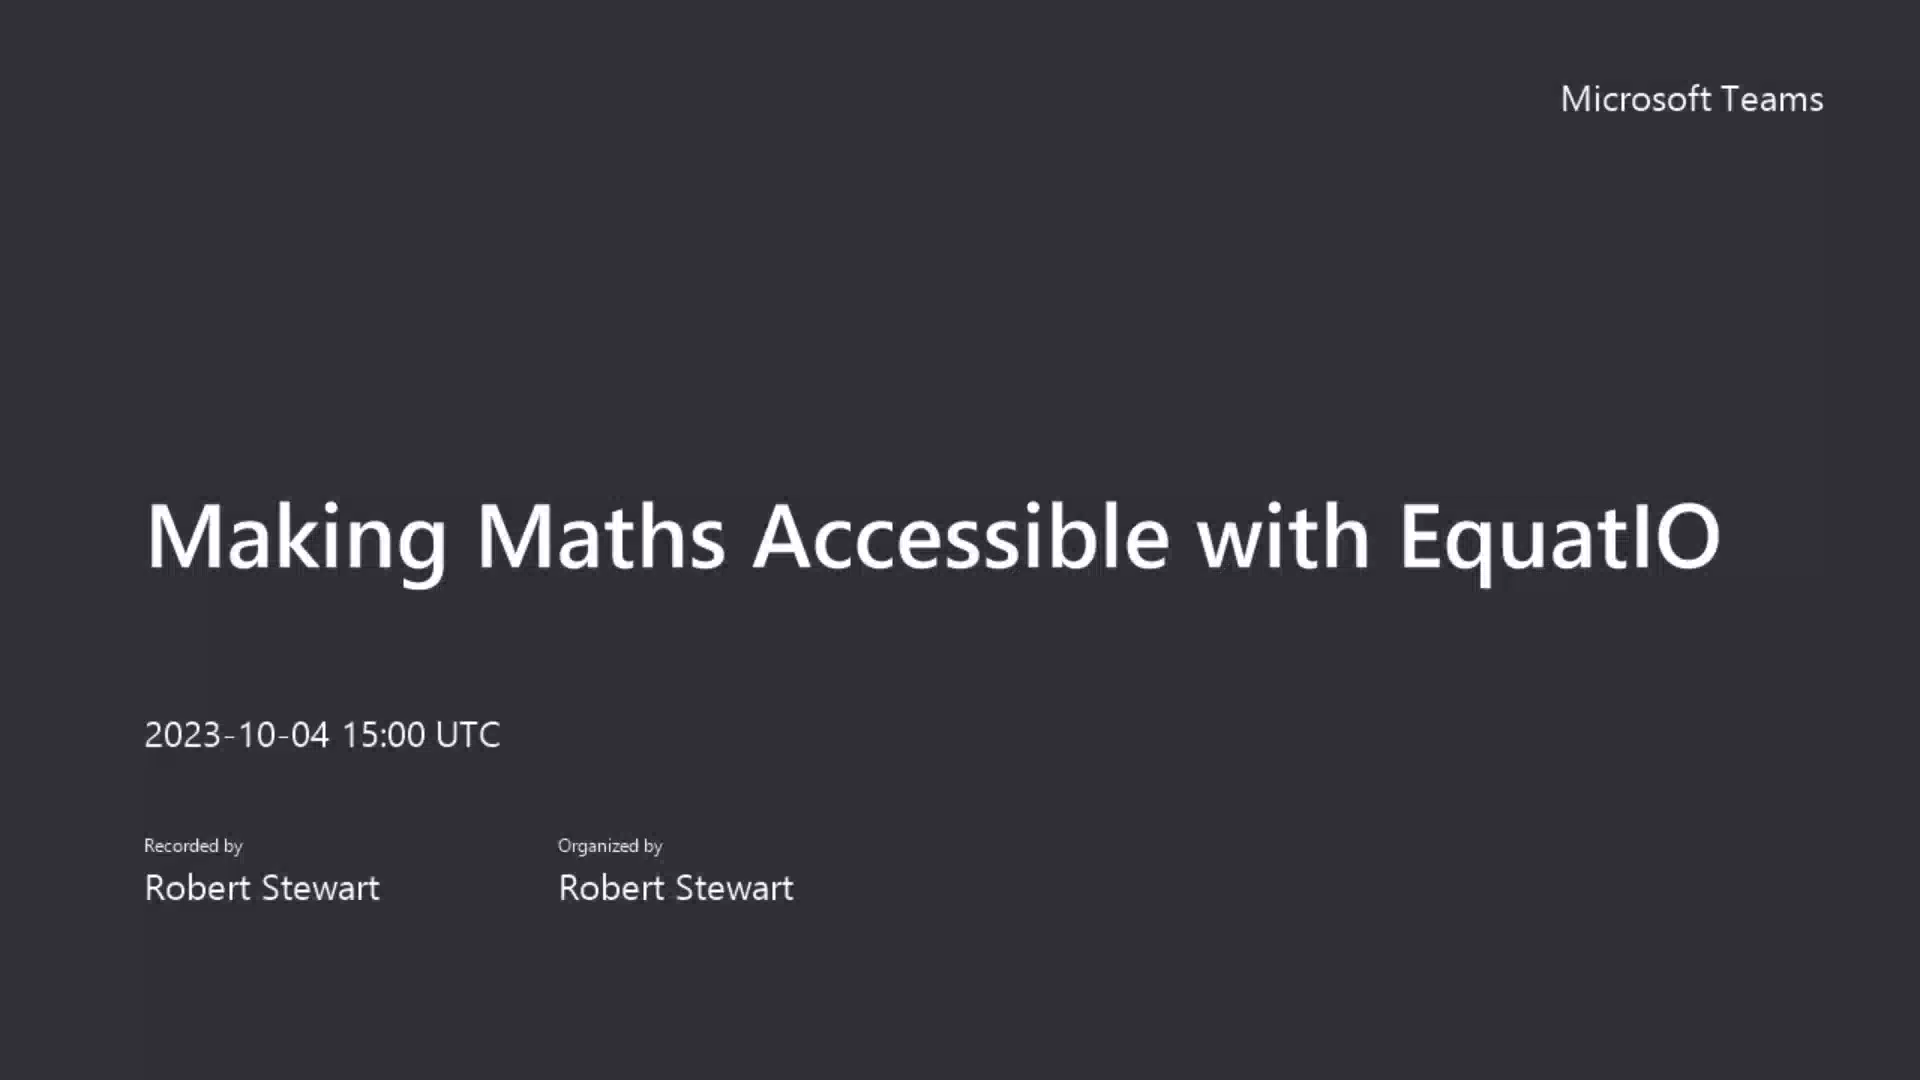 Microsoft Teams
Making Maths Accessible with EquatIO
2023-10-04 15:00 UTC
Recorded by
Robert Stewart
Organized by
Robert Stewart